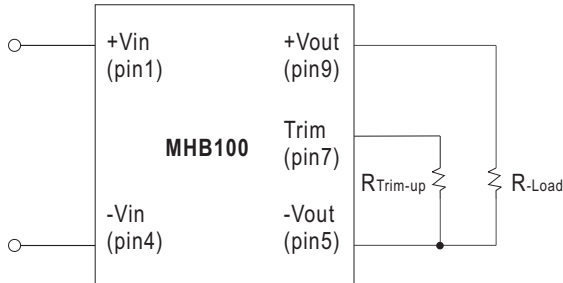 +Vin
(pin1)
+Vout
(pin9)
Trim
(pin7)
MHB100
RTrim-up
R-Load
-Vin
(pin4)
-Vout
(pin5)